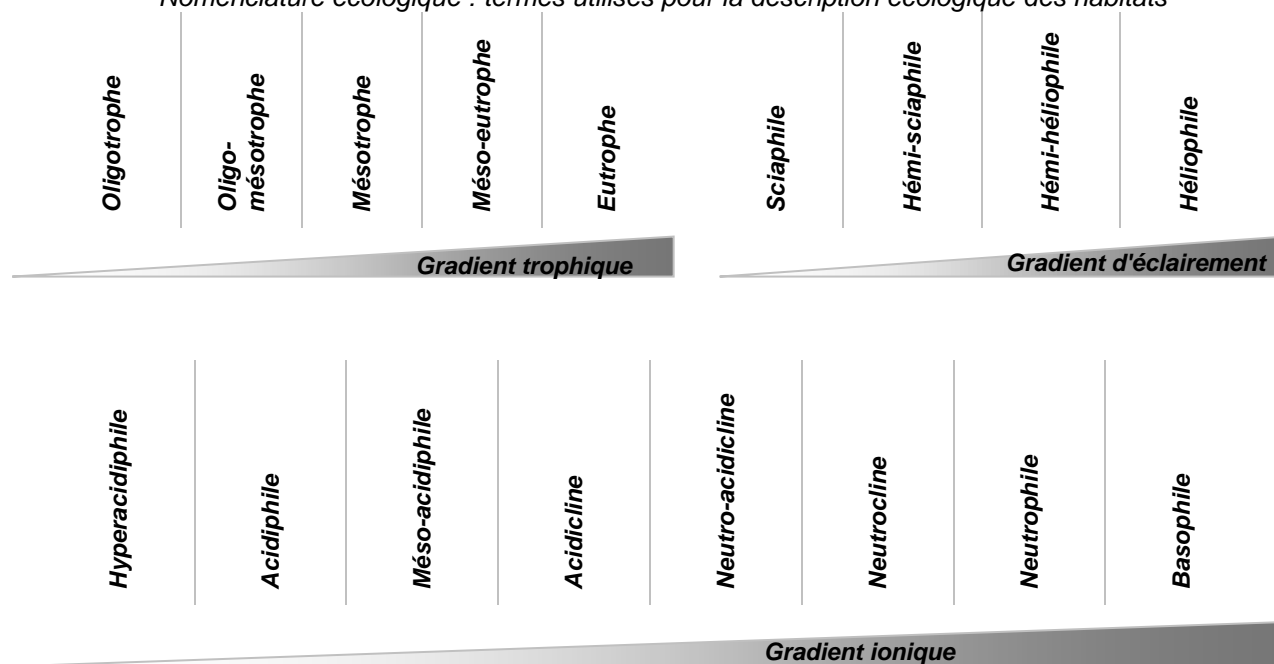 Nomenclature écologique : termes utilisés pour la description écologique des habitats
Oligotrophe
Oligo-
mésotrophe
Mésotrophe
Méso-eutrophe
Eutrophe
Gradient trophique
Sciaphile
Hémi-sciaphile
Hémi-héliophile
Héliophile
Gradient d'éclairement
Hyperacidiphile
Acidiphile
Méso-acidiphile
Acidicline
Neutro-acidicline
Neutrocline
Neutrophile
Basophile
Gradient ionique